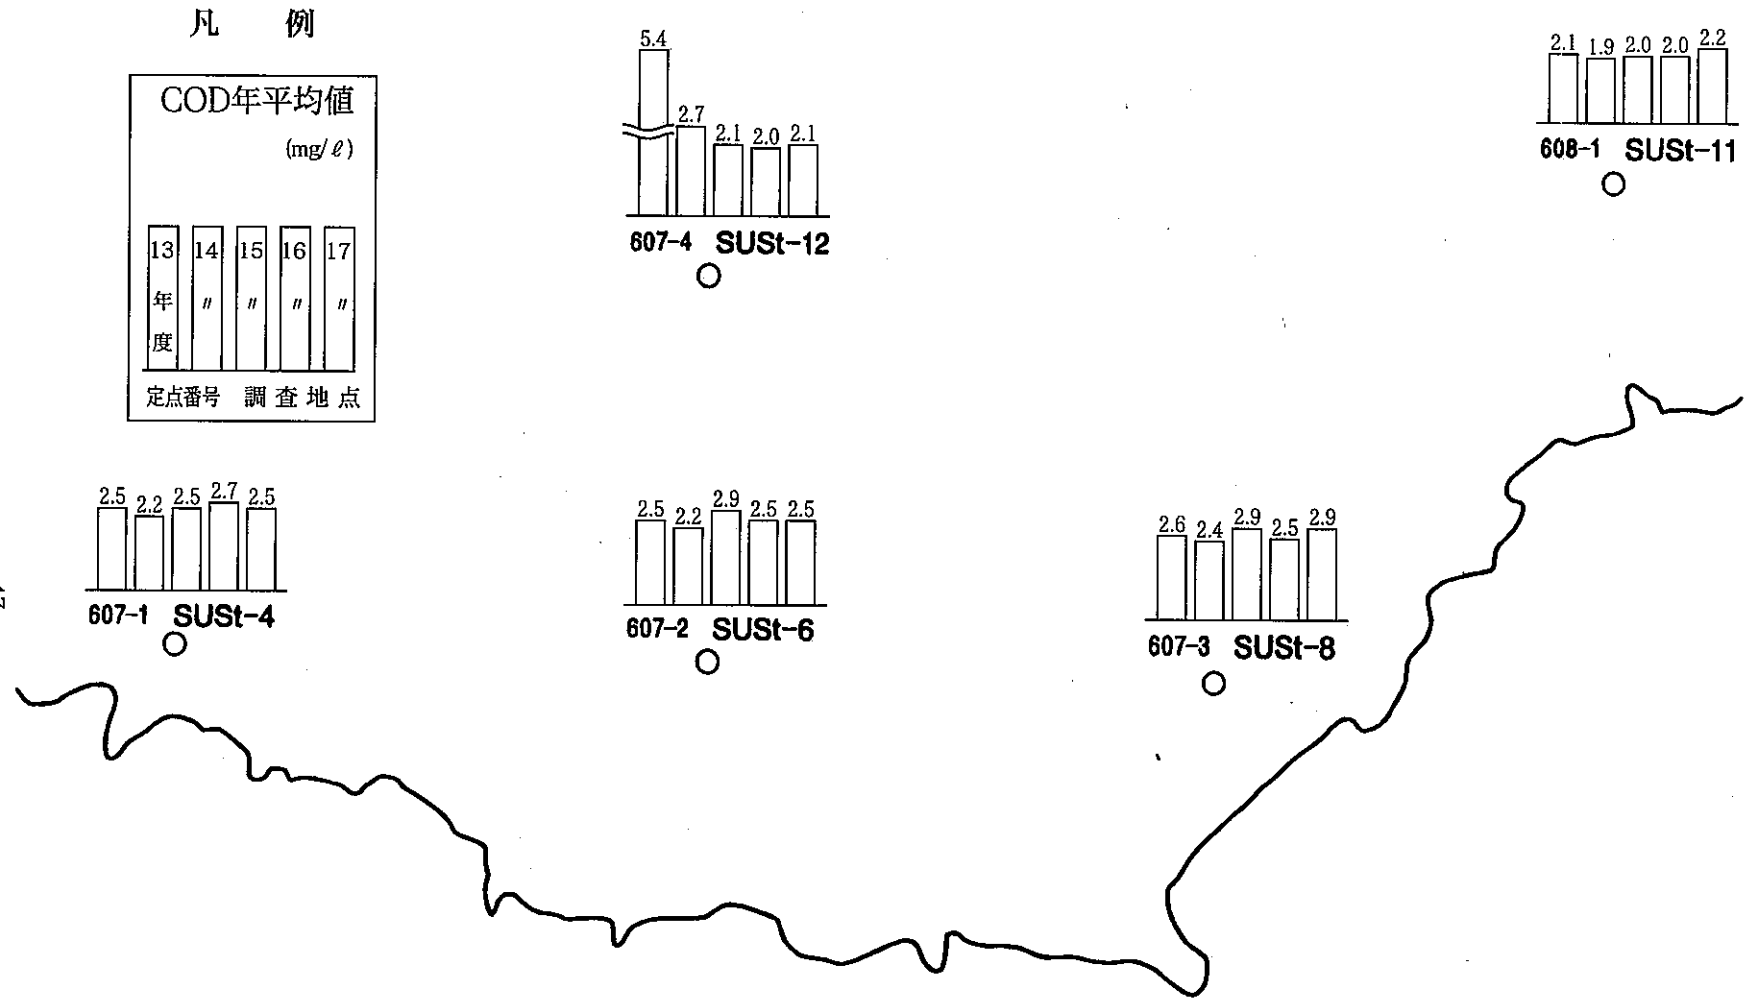 凡 例
COD年平均値
(mg/ℓ)
13年度 14〃 15〃 16〃 17〃
定点番号 調査地点
5.4 2.7 2.1 2.0 2.1
607-4 SUSt-12
2.1 1.9 2.0 2.0 2.2
608-1 SUSt-11
2.5 2.2 2.5 2.7 2.5
607-1 SUSt-4
2.5 2.2 2.9 2.5 2.5
607-2 SUSt-6
2.6 2.4 2.9 2.5 2.9
607-3 SUSt-8